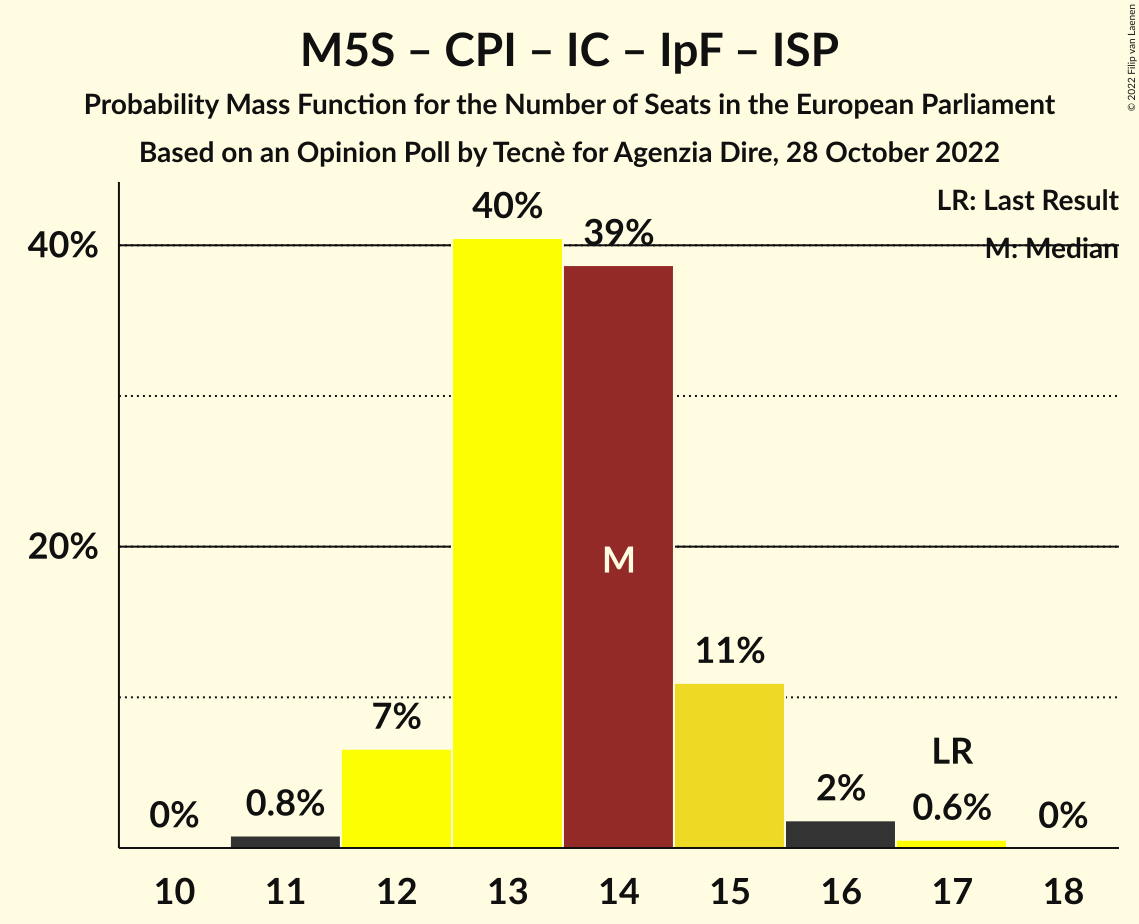 M5S – CPI – IC – IpF – ISP
Probability Mass Function for the Number of Seats in the European Parliament
Based on an Opinion Poll by Tecnè for Agenzia Dire, 28 October 2022
© 2022 Filip van Laenen
LR: Last Result
M: Median
40%
20%
0%
0.8%
7%
40%
39%
M
11%
2%
LR
0.6%
0%
10 11 12 13 14 15 16 17 18